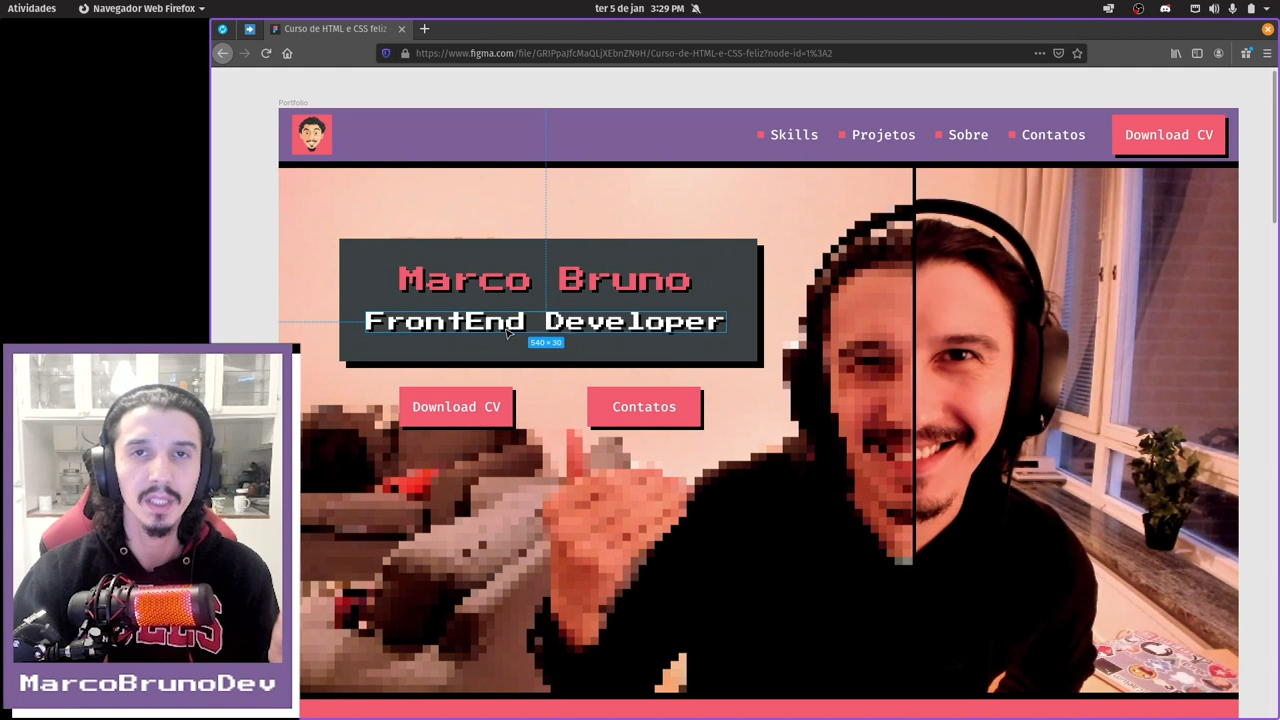 Atividades
Navegador Web Firefox
ter 5 de jan 3:29 PM
Curso de HTML e CSS feliz
https://www.figma.com/file/GRIPpaJfcMaQLjXEbnZN9H/Curso-de-HTML-e-CSS-feliz?node-id=1%3A2
Portfolio
Skills
Projetos
Sobre
Contatos
Download CV
Marco Bruno
FrontEnd Developer
540 × 30
Download CV
Contatos
MarcoBrunoDev